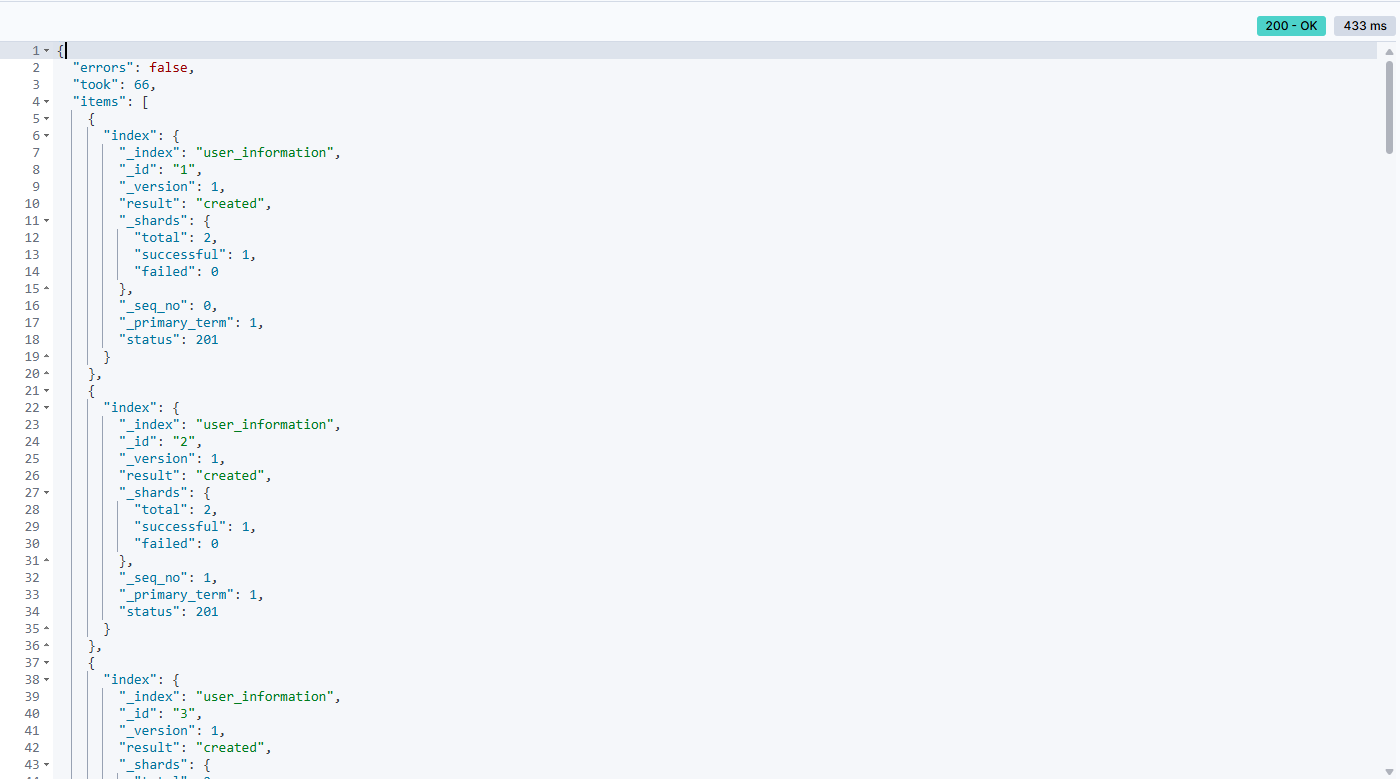 200 - OK 433 ms
1 {
2 "errors": false,
3 "took": 66,
4 "items": [
5 {
6 "index": {
7 "_index": "user_information",
8 "_id": "1",
9 "_version": 1,
10 "result": "created",
11 "_shards": {
12 "total": 2,
13 "successful": 1,
14 "failed": 0
15 },
16 "_seq_no": 0,
17 "_primary_term": 1,
18 "status": 201
19 }
20 },
21 {
22 "index": {
23 "_index": "user_information",
24 "_id": "2",
25 "_version": 1,
26 "result": "created",
27 "_shards": {
28 "total": 2,
29 "successful": 1,
30 "failed": 0
31 },
32 "_seq_no": 1,
33 "_primary_term": 1,
34 "status": 201
35 }
36 },
37 {
38 "index": {
39 "_index": "user_information",
40 "_id": "3",
41 "_version": 1,
42 "result": "created",
43 "_shards": {